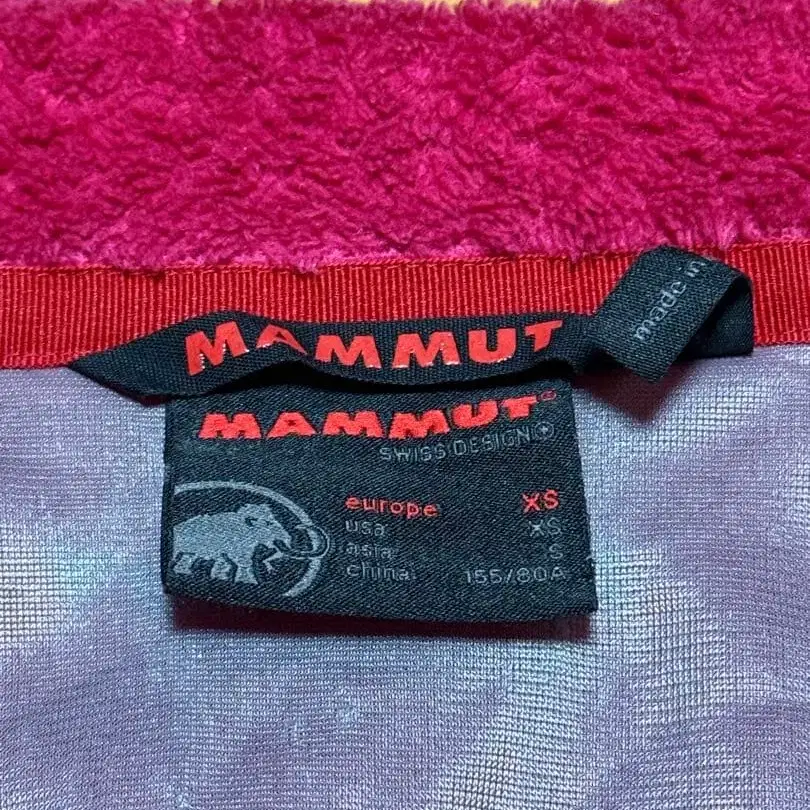 MAMMUT
made in
MAMMUT®
SWISS DESIGN +
europe XS
usa XS
asia S
china 155/80A